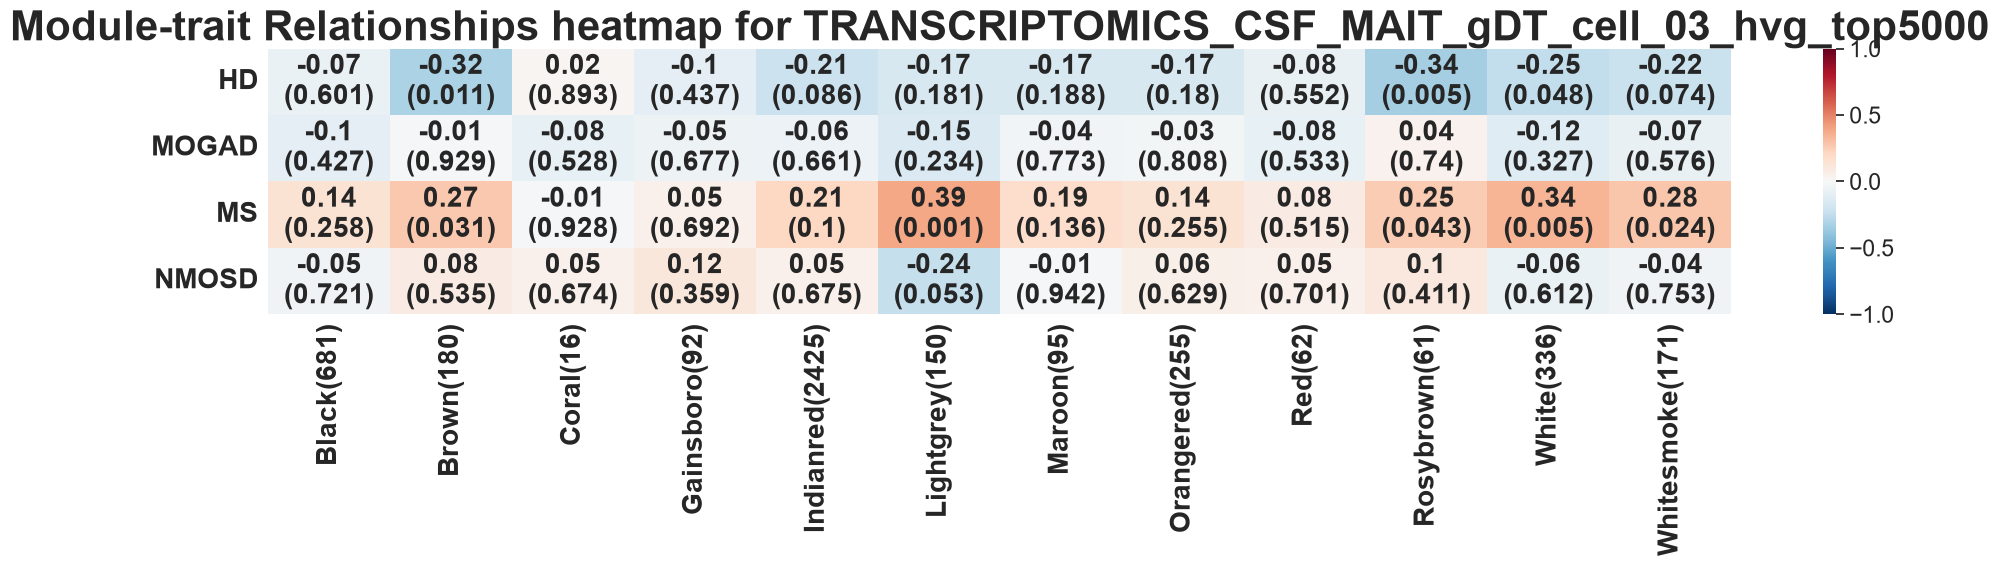 Module-trait Relationships heatmap for TRANSCRIPTOMICS_CSF_MAIT_gDT_cell_03_hvg_top5000
HD
-0.07 -0.32 0.02 -0.1 -0.21 -0.17 -0.17 -0.17 -0.08 -0.34 -0.25 -0.22
(0.601) (0.011) (0.893) (0.437) (0.086) (0.181) (0.188) (0.18) (0.552) (0.005) (0.048) (0.074)
MOGAD
-0.1 -0.01 -0.08 -0.05 -0.06 -0.15 -0.04 -0.03 -0.08 0.04 -0.12 -0.07
(0.427) (0.929) (0.528) (0.677) (0.661) (0.234) (0.773) (0.808) (0.533) (0.74) (0.327) (0.576)
MS
0.14 0.27 -0.01 0.05 0.21 0.39 0.19 0.14 0.08 0.25 0.34 0.28
(0.258) (0.031) (0.928) (0.692) (0.1) (0.001) (0.136) (0.255) (0.515) (0.043) (0.005) (0.024)
NMOSD
-0.05 0.08 0.05 0.12 0.05 -0.24 -0.01 0.06 0.05 0.1 -0.06 -0.04
(0.721) (0.535) (0.674) (0.359) (0.675) (0.053) (0.942) (0.629) (0.701) (0.411) (0.612) (0.753)
Black(681)
Brown(180)
Coral(16)
Gainsboro(92)
Indianred(2425)
Lightgrey(150)
Maroon(95)
Orangered(255)
Red(62)
Rosybrown(61)
White(336)
Whitesmoke(171)
1.0
0.5
0.0
−0.5
−1.0